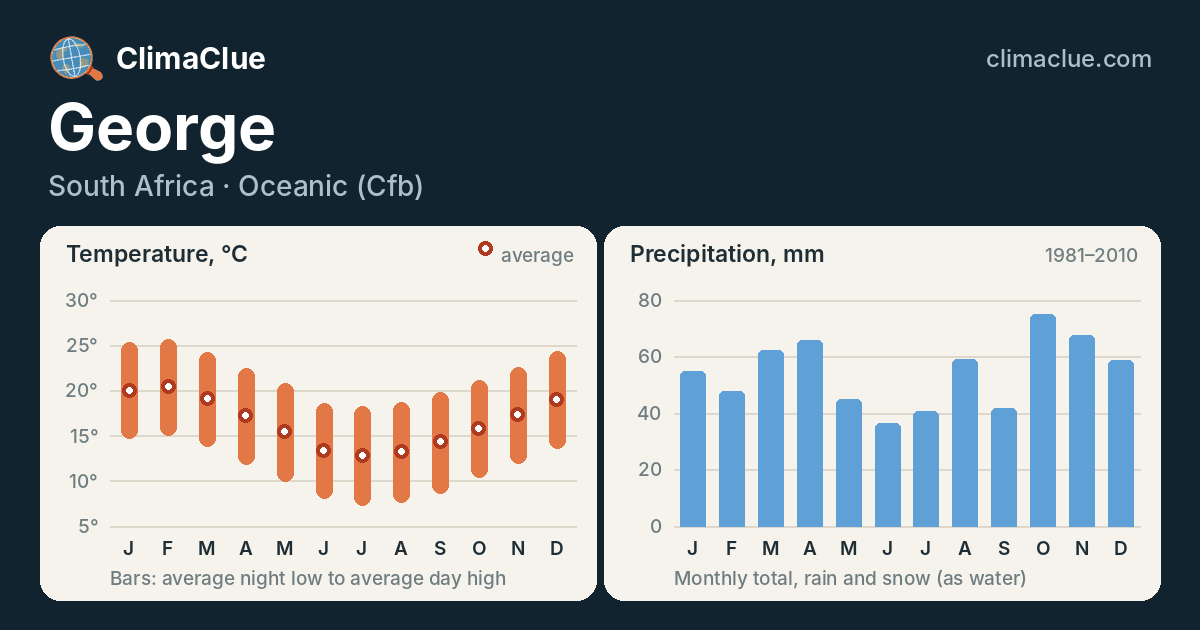 ClimaClue
climaclue.com
George
South Africa · Oceanic (Cfb)
Temperature, °C
average
30°
25°
20°
15°
10°
5°
J F M A M J J A S O N D
Bars: average night low to average day high
Precipitation, mm
1981–2010
80
60
40
20
0
J F M A M J J A S O N D
Monthly total, rain and snow (as water)